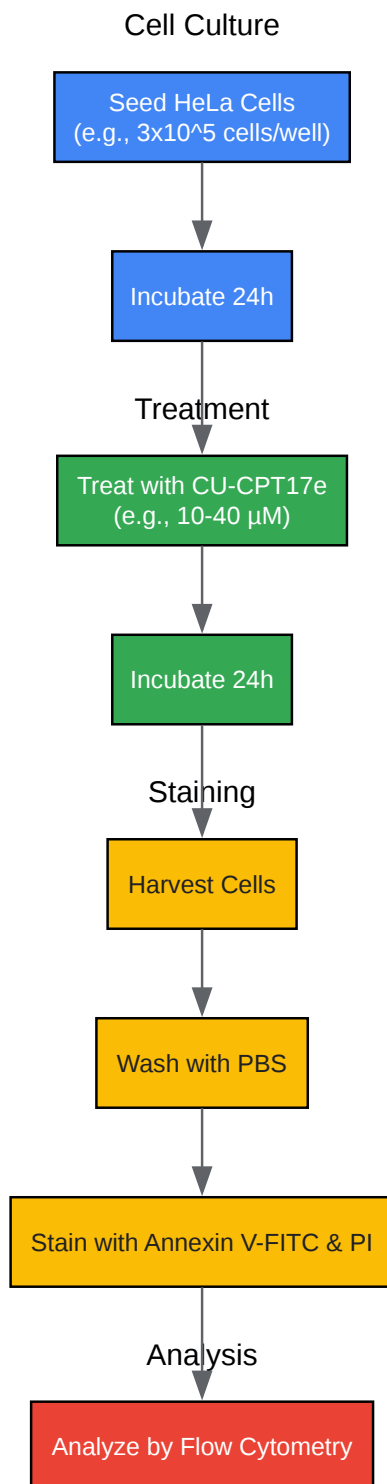 Cell Culture
Seed HeLa Cells
(e.g., 3x10^5 cells/well)
Incubate 24h
Treatment
Treat with CU-CPT17e
(e.g., 10-40 µM)
Incubate 24h
Staining
Harvest Cells
Wash with PBS
Stain with Annexin V-FITC & PI
Analysis
Analyze by Flow Cytometry